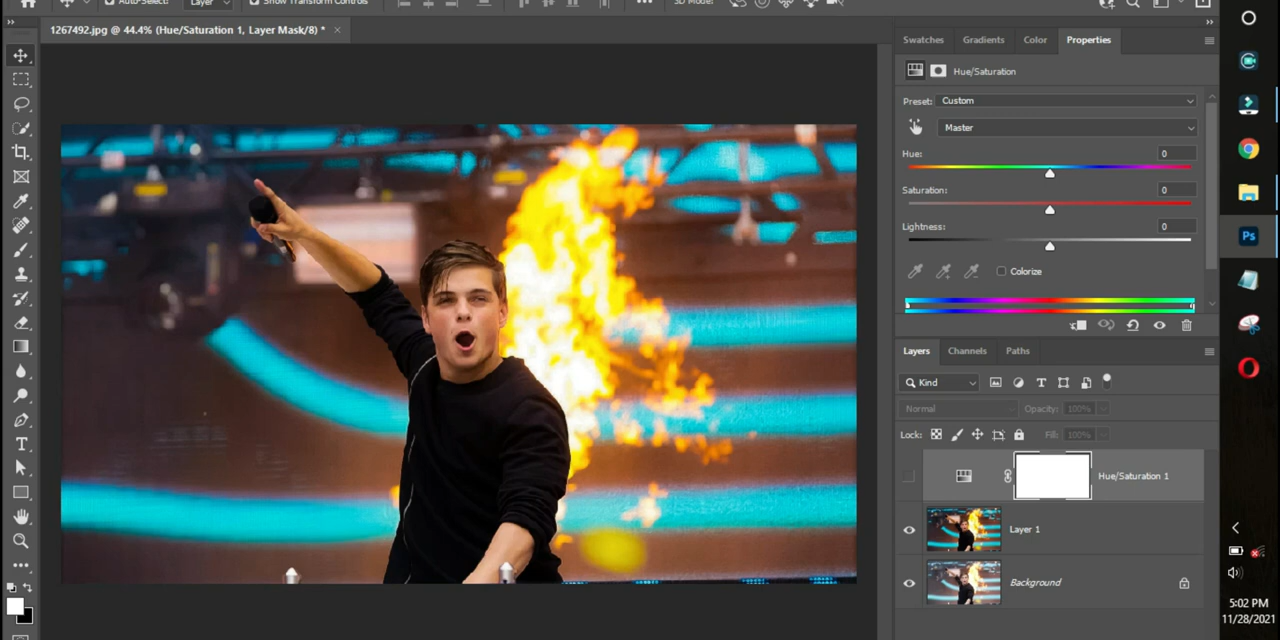 Auto-Select: Layer Show Transform Controls 3D Mode:
1267492.jpg @ 44.4% (Hue/Saturation 1, Layer Mask/8) * ×
Swatches Gradients Color Properties
Hue/Saturation
Preset: Custom
Master
Hue: 0
Saturation: 0
Lightness: 0
Colorize
Layers Channels Paths
Kind
Normal Opacity: 100%
Lock: Fill: 100%
Hue/Saturation 1
Layer 1
Background
Ps
5:02 PM
11/28/2021